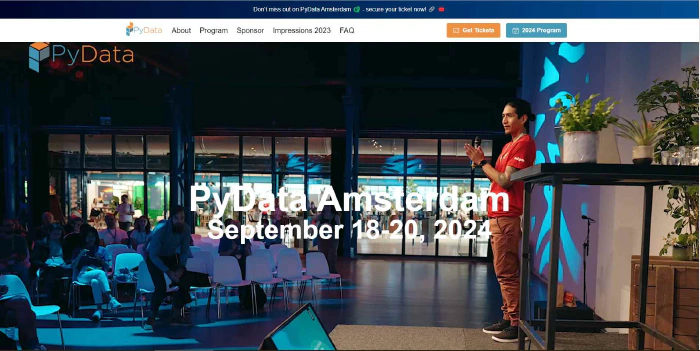 Don't miss out on PyData Amsterdam - secure your ticket now!
PyData
About
Program
Sponsor
Impressions 2023
FAQ
Get Tickets
2024 Program
PyData
PyData Amsterdam
September 18-20, 2024